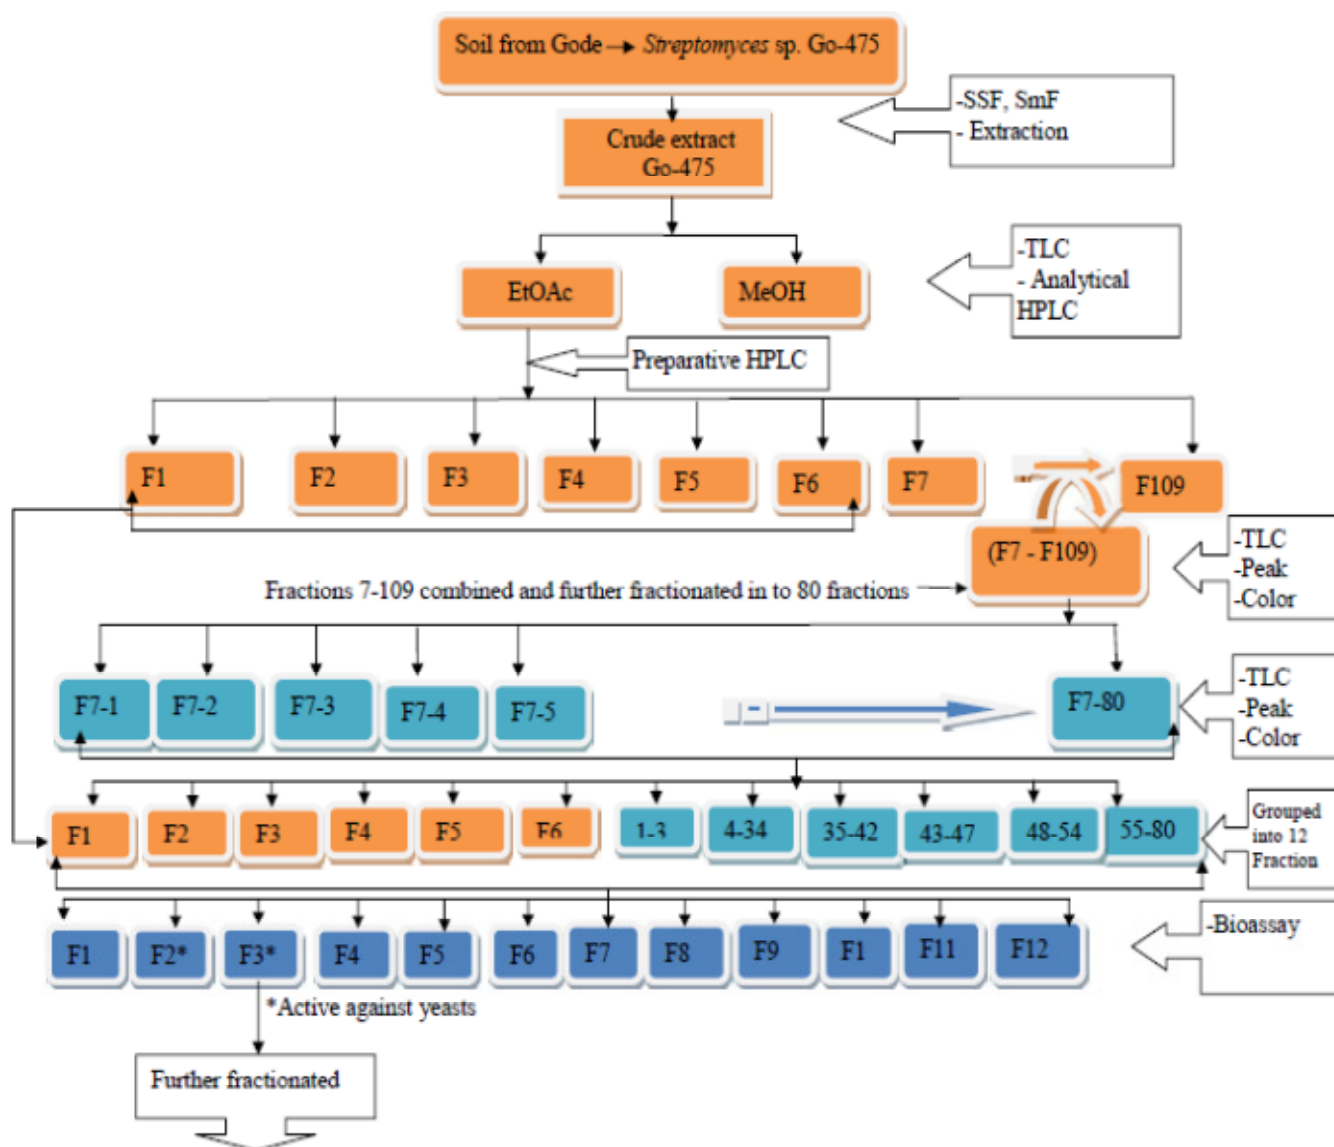 Soil from Gode → Streptomyces sp. Go-475
-SSF, SmF
- Extraction
Crude extract
Go-475
EtOAc
MeOH
-TLC
- Analytical
HPLC
Preparative HPLC
F1
F2
F3
F4
F5
F6
F7
F109
(F7 - F109)
-TLC
-Peak
-Color
Fractions 7-109 combined and further fractionated in to 80 fractions
F7-1
F7-2
F7-3
F7-4
F7-5
F7-80
-TLC
-Peak
-Color
F1
F2
F3
F4
F5
F6
1-3
4-34
35-42
43-47
48-54
55-80
Grouped
into 12
Fraction
F1
F2*
F3*
F4
F5
F6
F7
F8
F9
F1
F11
F12
-Bioassay
*Active against yeasts
Further fractionated